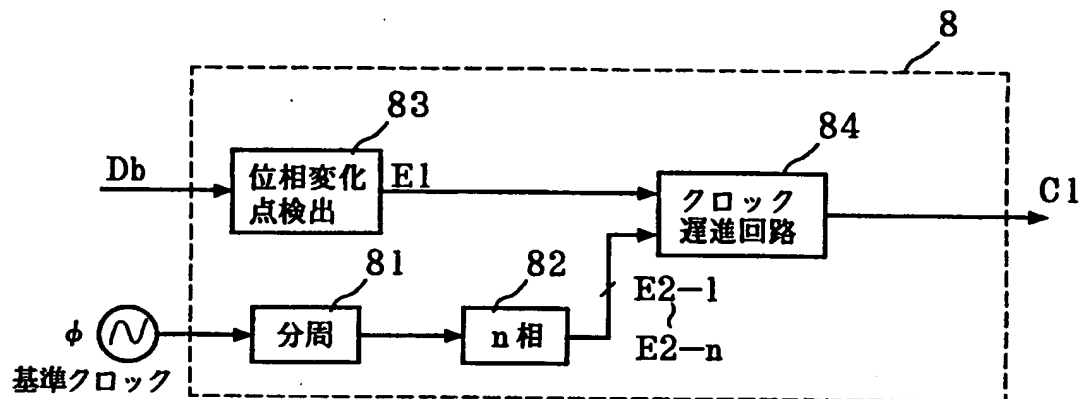 8
83
84
Db
位相変化
点検出
E1
クロック
遅進回路
C1
81
82
E2-1
~
E2-n
φ
分周
n相
基準クロック